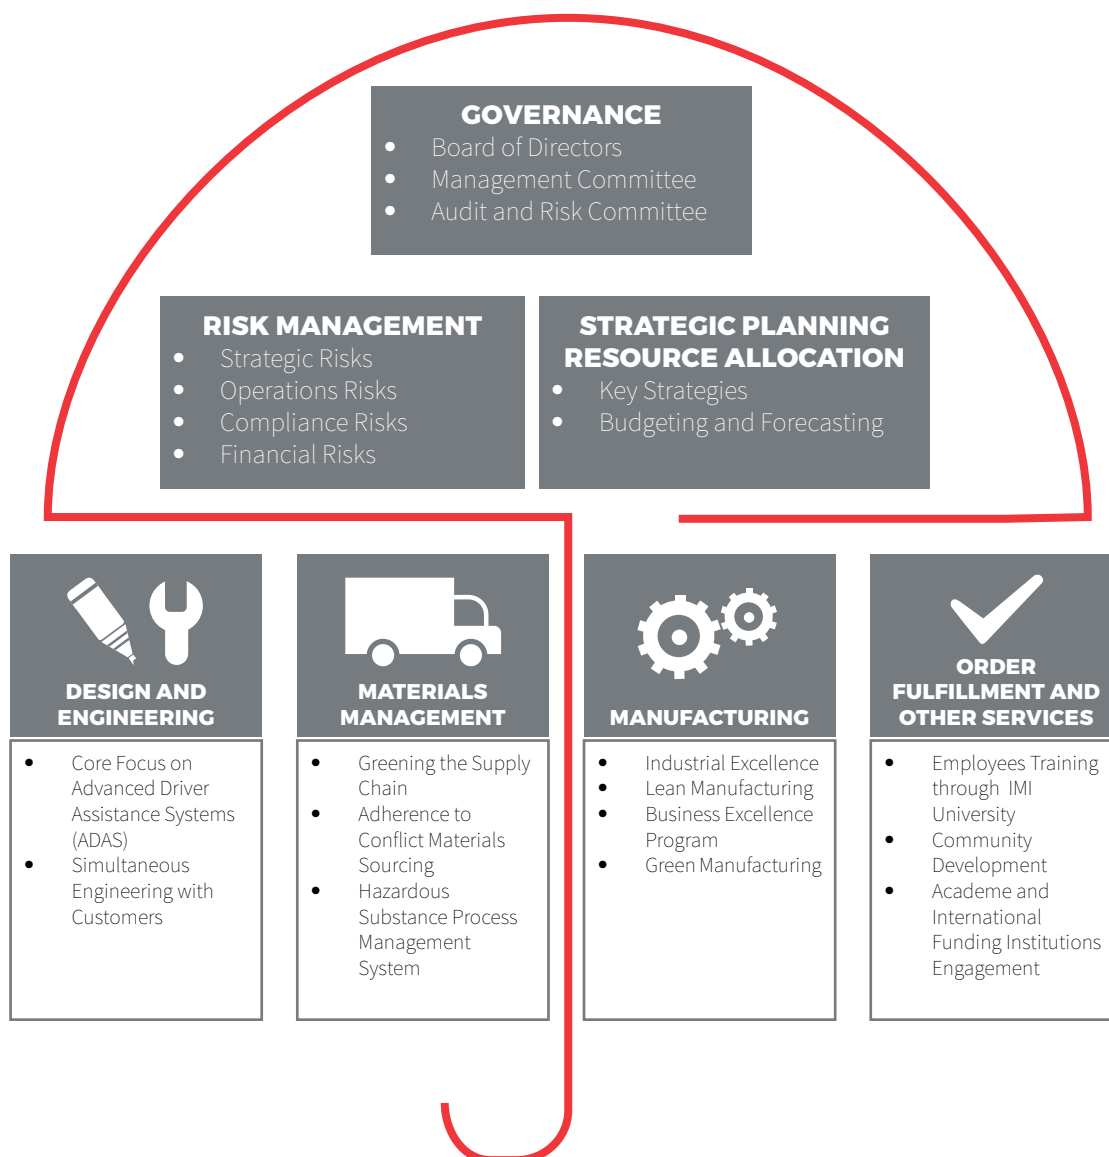 GOVERNANCE
• Board of Directors
• Management Committee
• Audit and Risk Committee
RISK MANAGEMENT
• Strategic Risks
• Operations Risks
• Compliance Risks
• Financial Risks
STRATEGIC PLANNING
RESOURCE ALLOCATION
• Key Strategies
• Budgeting and Forecasting
DESIGN AND
ENGINEERING
• Core Focus on
Advanced Driver
Assistance Systems
(ADAS)
• Simultaneous
Engineering with
Customers
MATERIALS
MANAGEMENT
• Greening the Supply
Chain
• Adherence to
Conflict Materials
Sourcing
• Hazardous
Substance Process
Management
System
MANUFACTURING
• Industrial Excellence
• Lean Manufacturing
• Business Excellence
Program
• Green Manufacturing
ORDER
FULFILLMENT AND
OTHER SERVICES
• Employees Training
through IMI
University
• Community
Development
• Academe and
International
Funding Institutions
Engagement